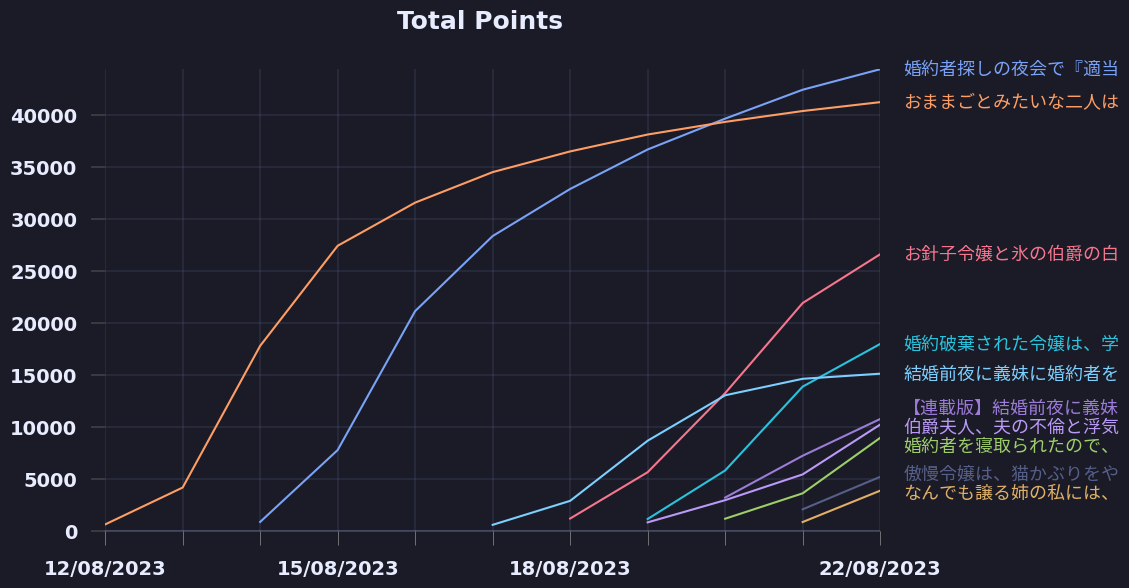 Total Points
40000
35000
30000
25000
20000
15000
10000
5000
0
12/08/2023
15/08/2023
18/08/2023
22/08/2023
婚約者探しの夜会で『適当
おままごとみたいな二人は
お針子令嬢と氷の伯爵の白
婚約破棄された令嬢は、学
結婚前夜に義妹に婚約者を
【連載版】結婚前夜に義妹
伯爵夫人、夫の不倫と浮気
婚約者を寝取られたので、
傲慢令嬢は、猫かぶりをや
なんでも譲る姉の私には、